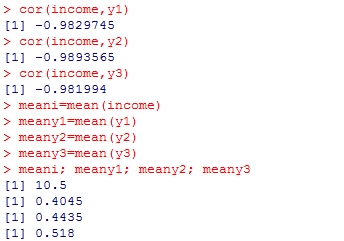 > cor(income,y1)
[1] -0.9829745
> cor(income,y2)
[1] -0.9893565
> cor(income,y3)
[1] -0.981994
> meani=mean(income)
> meany1=mean(y1)
> meany2=mean(y2)
> meany3=mean(y3)
> meani; meany1; meany2; meany3
[1] 10.5
[1] 0.4045
[1] 0.4435
[1] 0.518